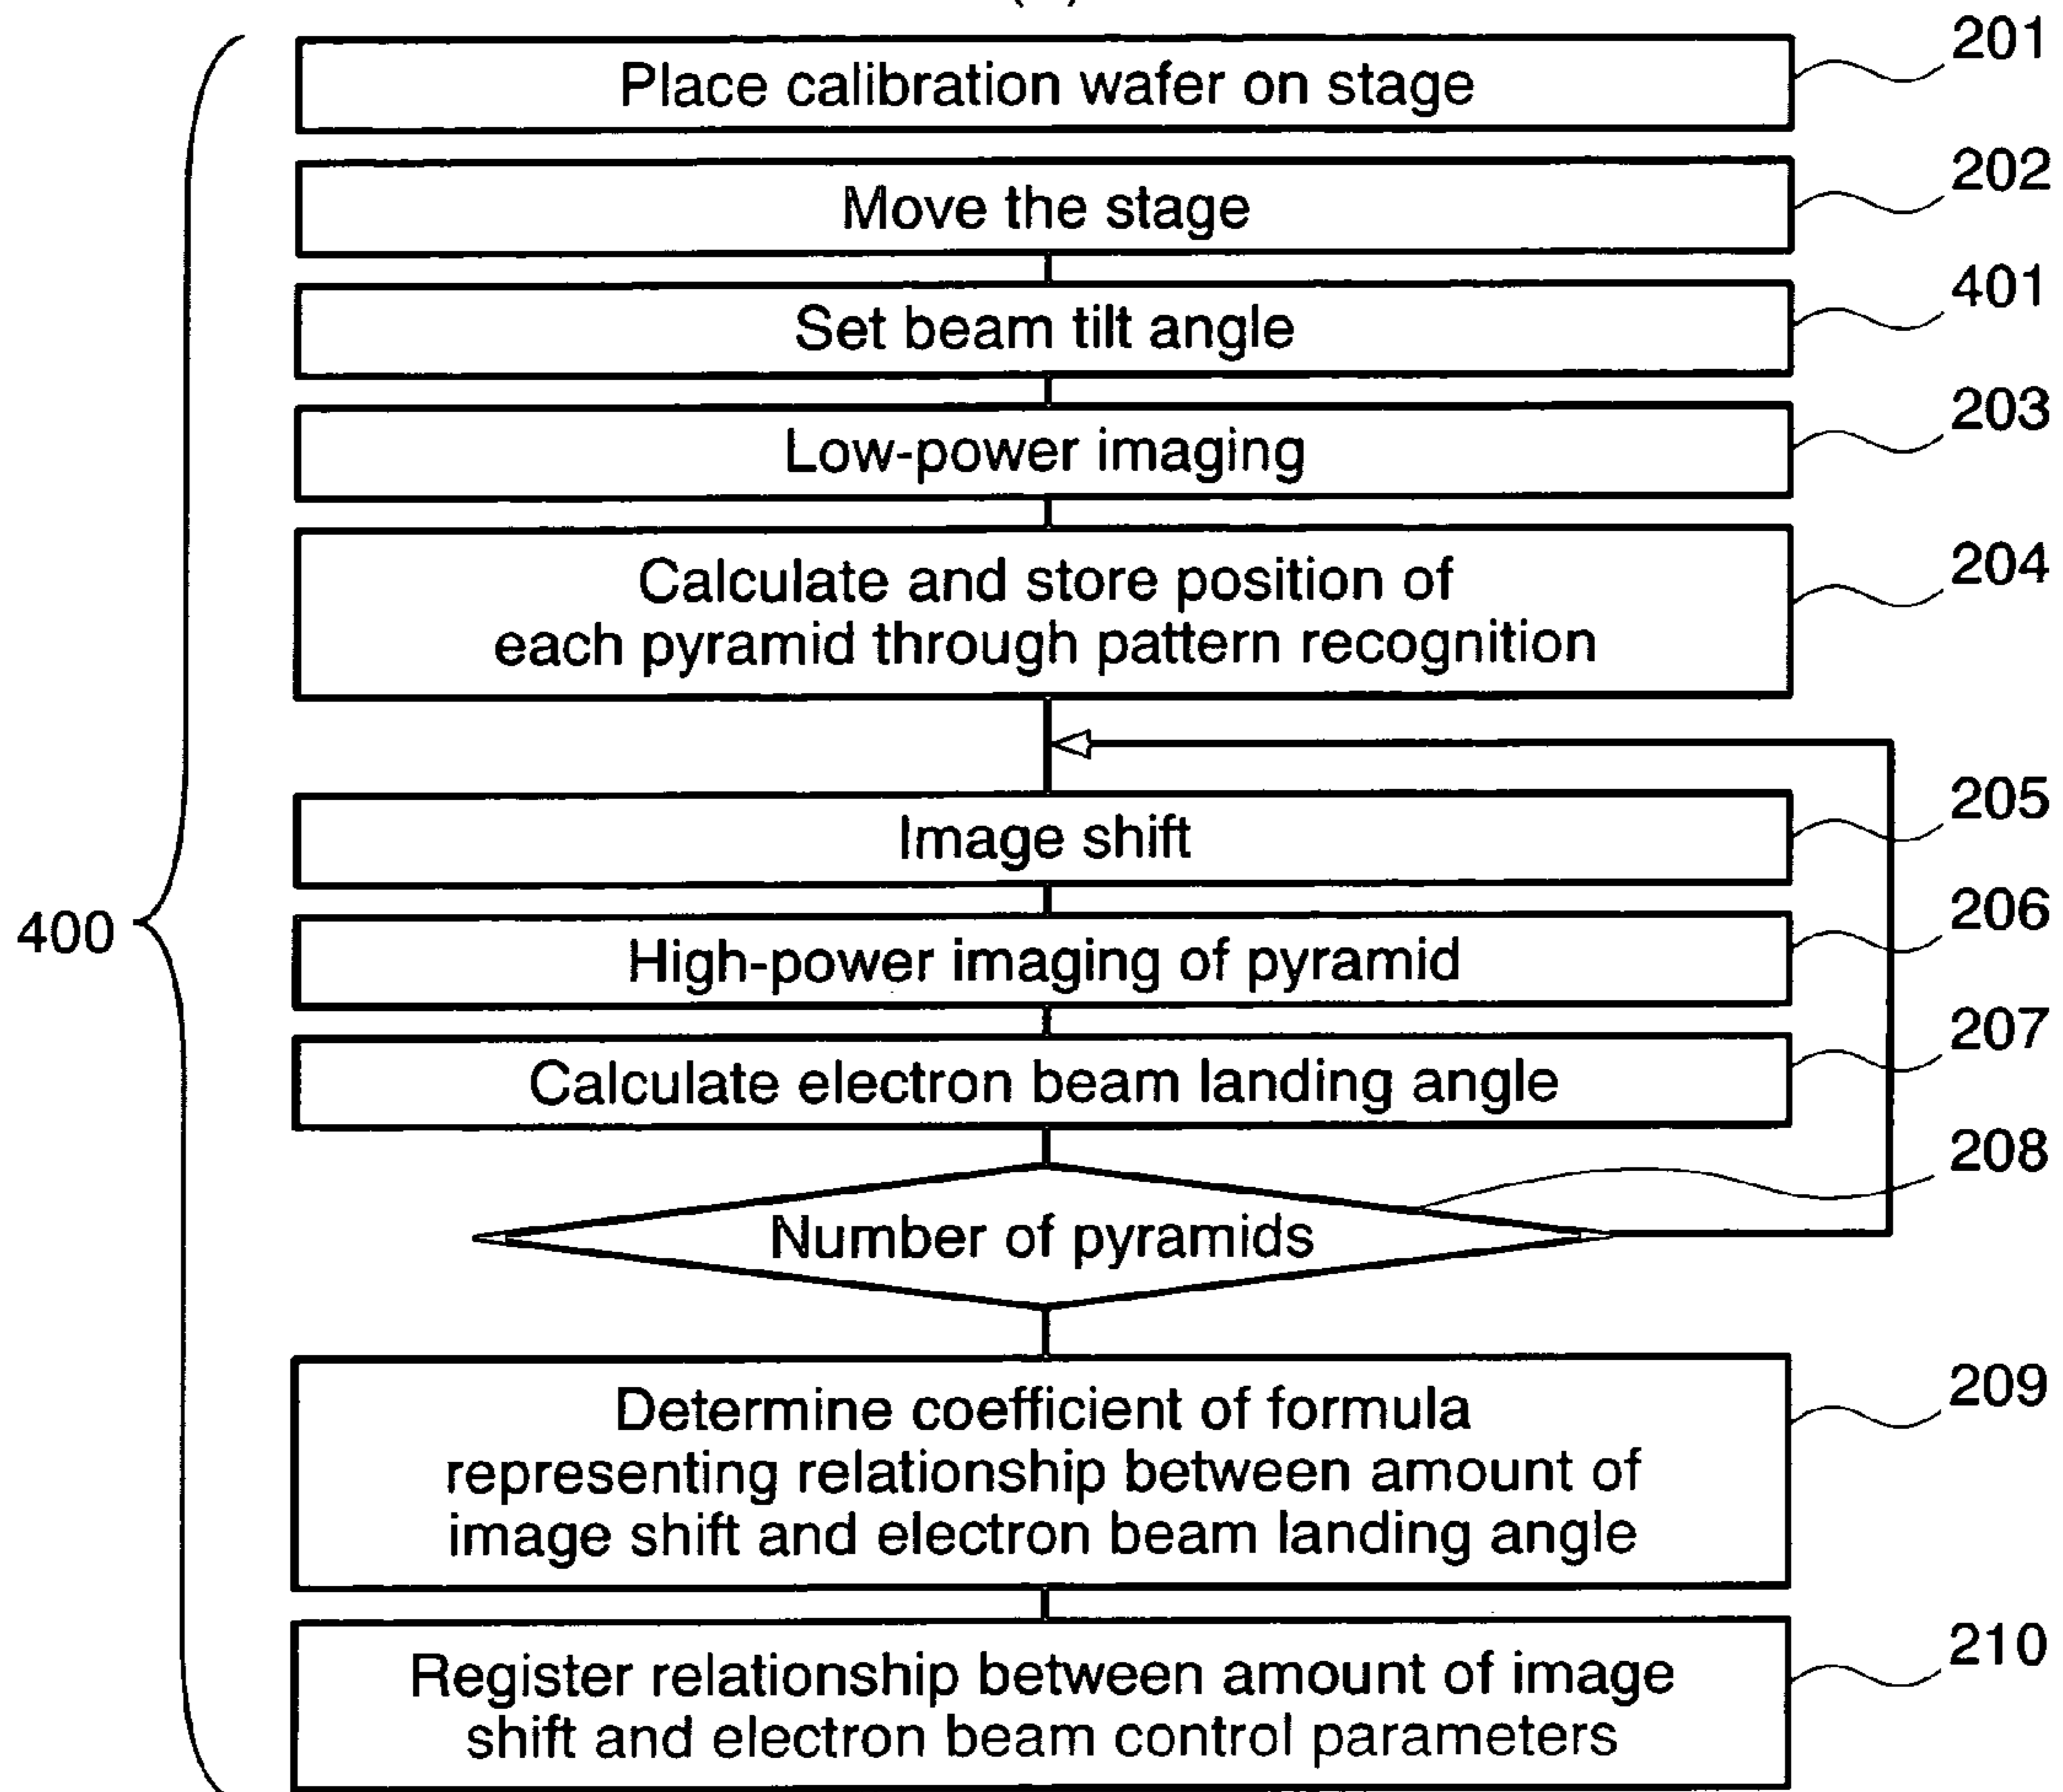 201
Place calibration wafer on stage
202
Move the stage
401
Set beam tilt angle
203
Low-power imaging
204
Calculate and store position of
each pyramid through pattern recognition
205
Image shift
400
206
High-power imaging of pyramid
207
Calculate electron beam landing angle
208
Number of pyramids
209
Determine coefficient of formula
representing relationship between amount of
image shift and electron beam landing angle
210
Register relationship between amount of image
shift and electron beam control parameters